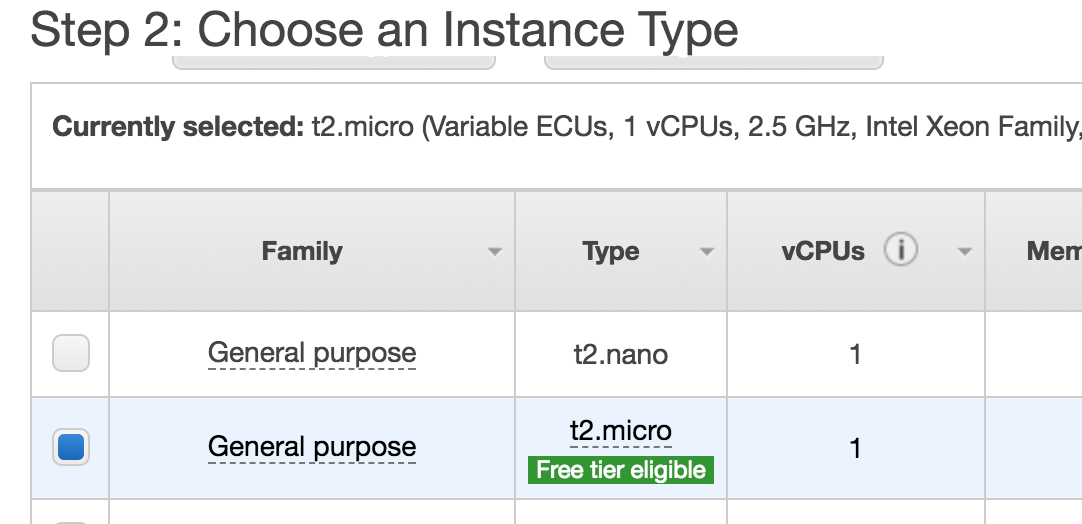 Step 2: Choose an Instance Type
Currently selected: t2.micro (Variable ECUs, 1 vCPUs, 2.5 GHz, Intel Xeon Family,
Family Type vCPUs i
General purpose t2.nano 1
General purpose t2.micro 1
Free tier eligible